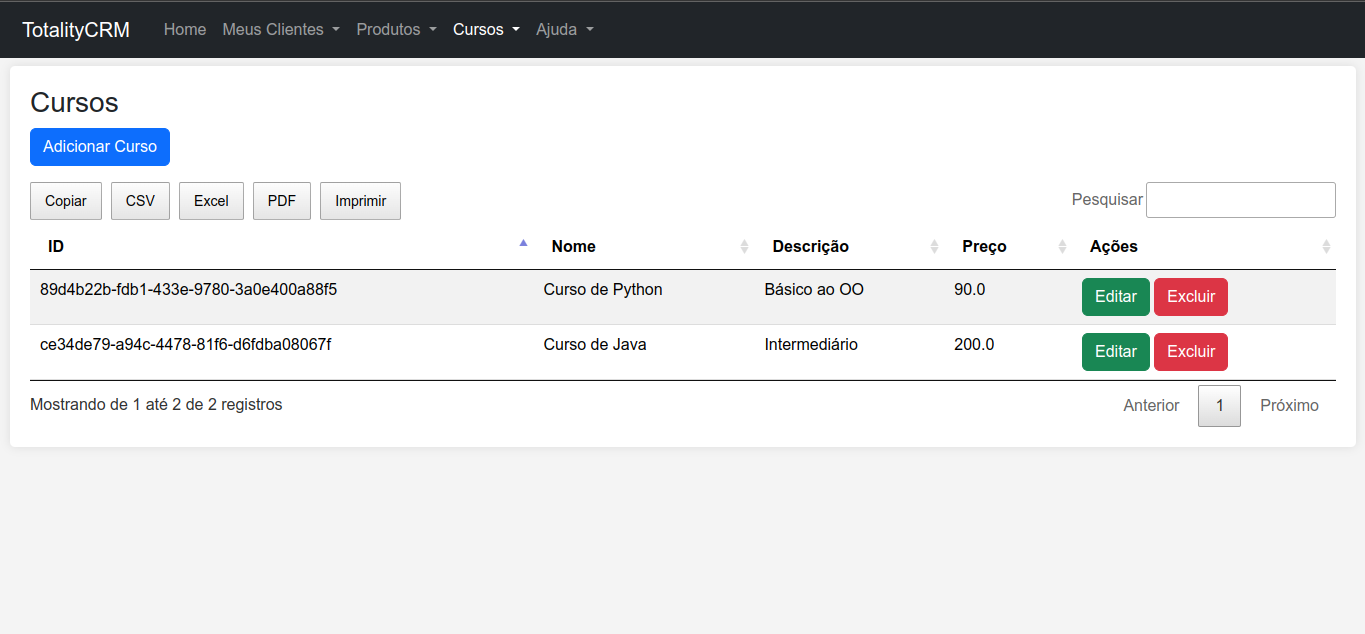 TotalityCRM Home Meus Clientes Produtos Cursos Ajuda
Cursos
Adicionar Curso
Copiar CSV Excel PDF Imprimir Pesquisar
ID Nome Descrição Preço Ações
89d4b22b-fdb1-433e-9780-3a0e400a88f5 Curso de Python Básico ao OO 90.0 Editar Excluir
ce34de79-a94c-4478-81f6-d6fdba08067f Curso de Java Intermediário 200.0 Editar Excluir
Mostrando de 1 até 2 de 2 registros Anterior 1 Próximo